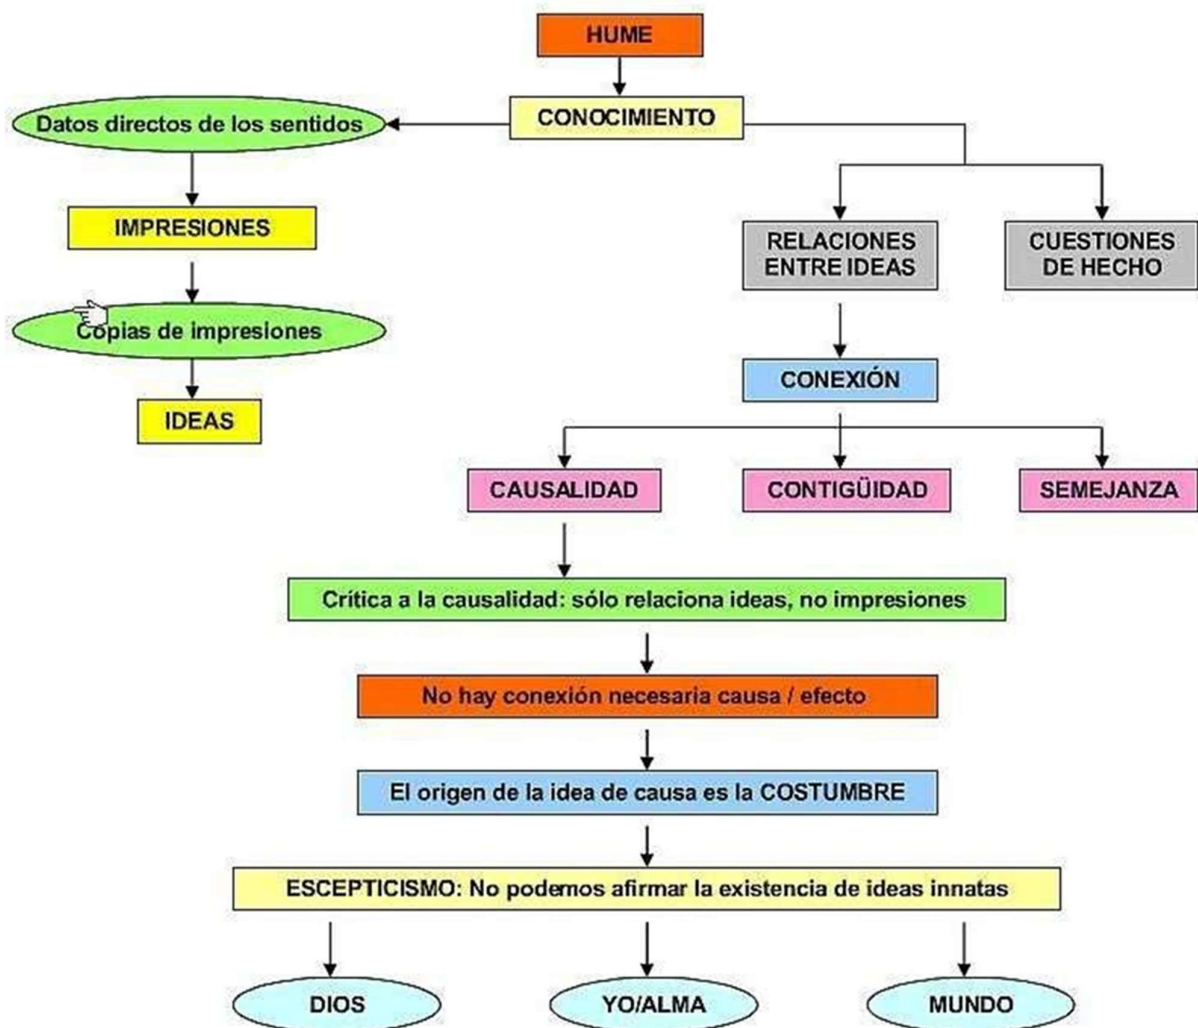 HUME
CONOCIMIENTO
Datos directos de los sentidos
IMPRESIONES
Copias de impresiones
IDEAS
RELACIONES
ENTRE IDEAS
CUESTIONES
DE HECHO
CONEXIÓN
CAUSALIDAD
CONTIGÜIDAD
SEMEJANZA
Crítica a la causalidad: sólo relaciona ideas, no impresiones
No hay conexión necesaria causa / efecto
El origen de la idea de causa es la COSTUMBRE
ESCEPTICISMO: No podemos afirmar la existencia de ideas innatas
DIOS
YO/ALMA
MUNDO